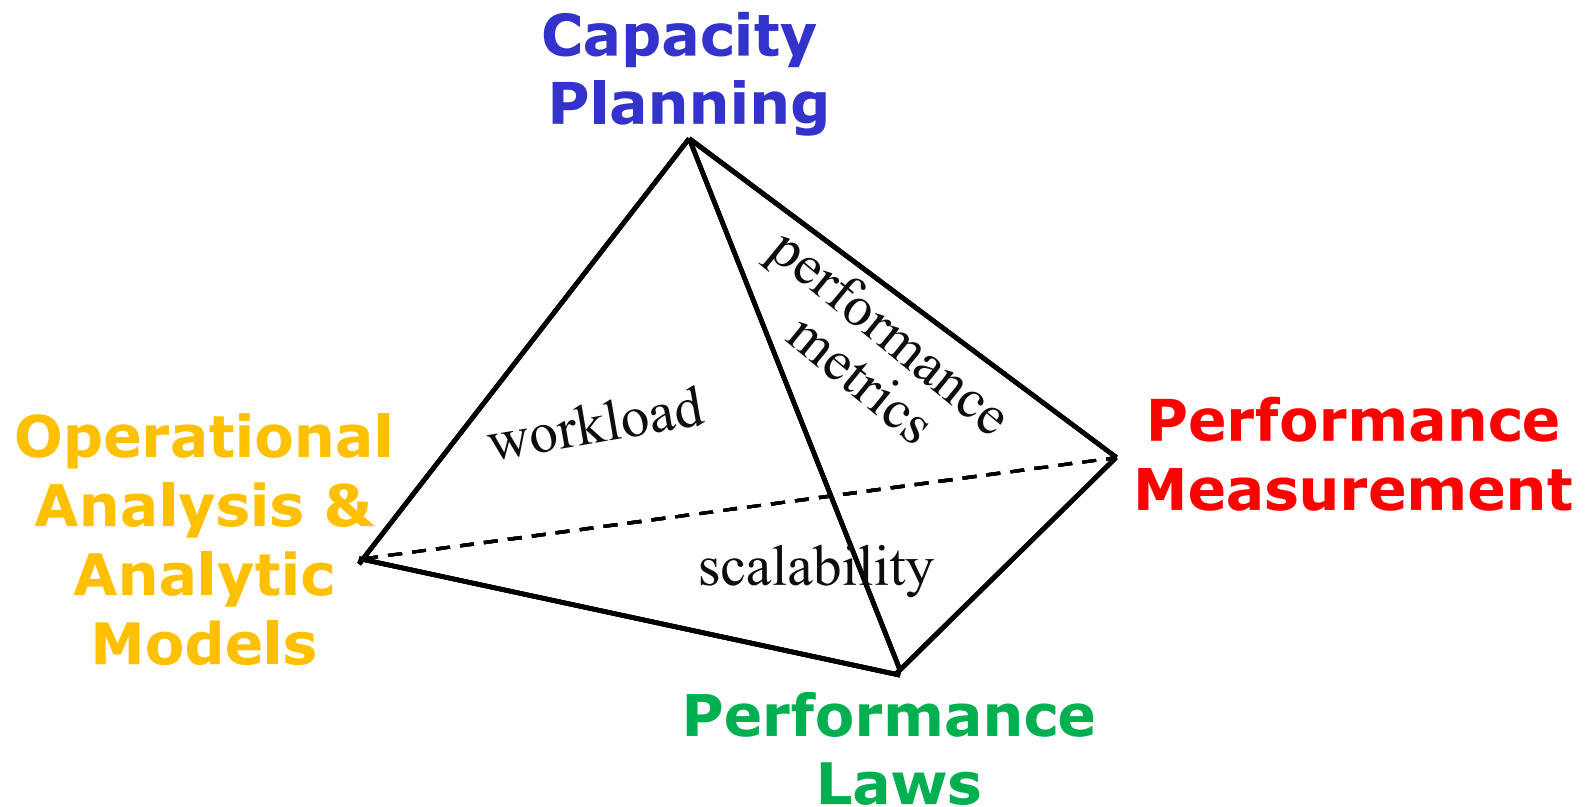 Capacity
Planning
performance
metrics
workload
Operational
Analysis &
Analytic
Models
Performance
Measurement
scalability
Performance
Laws